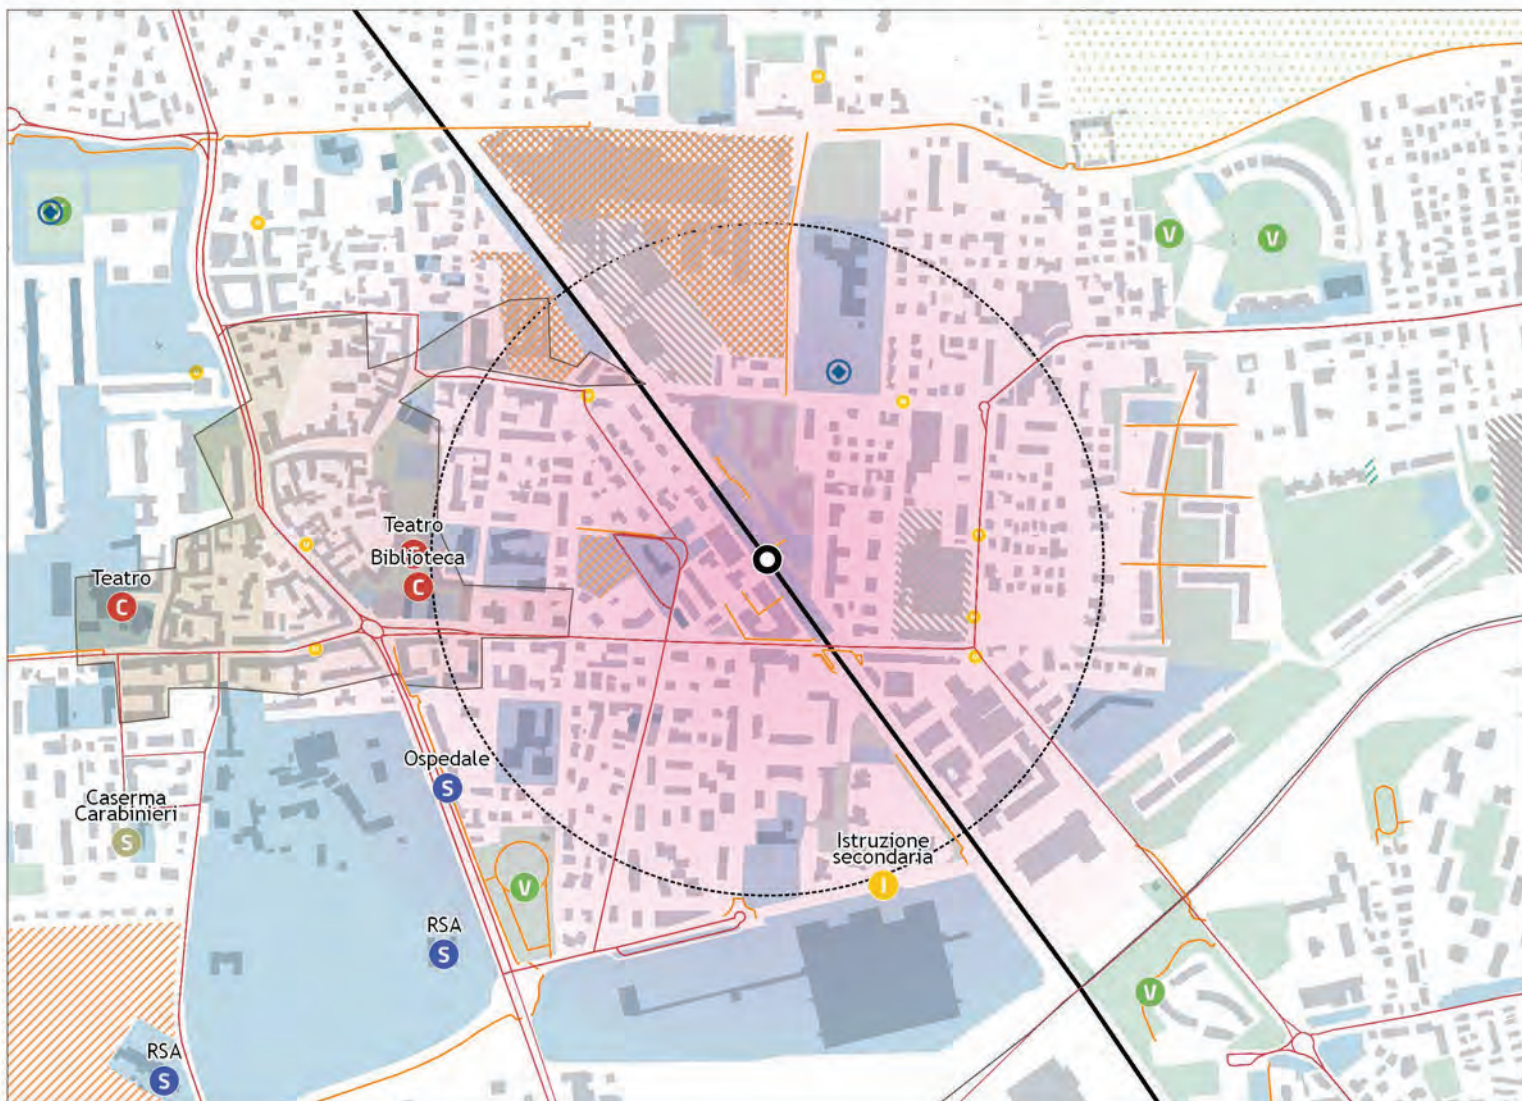 V
V
Teatro
Biblioteca
C
Teatro
C
Ospedale
S
Caserma
Carabinieri
S
Istruzione
secondaria
I
V
RSA
S
V
RSA
S